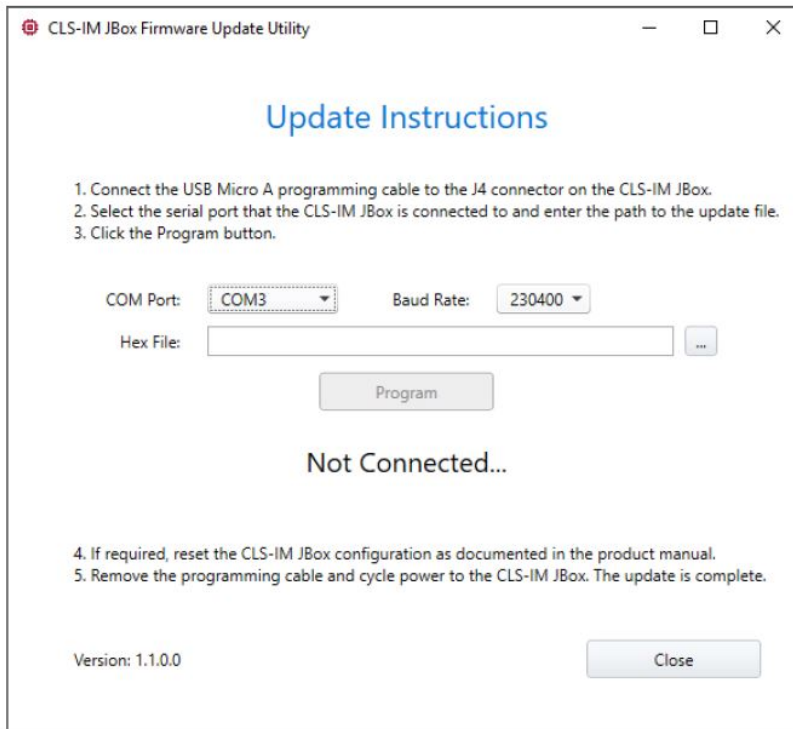 CLS-IM JBox Firmware Update Utility
Update Instructions
1. Connect the USB Micro A programming cable to the J4 connector on the CLS-IM JBox.
2. Select the serial port that the CLS-IM JBox is connected to and enter the path to the update file.
3. Click the Program button.
COM Port: COM3 Baud Rate: 230400
Hex File: ...
Program
Not Connected...
4. If required, reset the CLS-IM JBox configuration as documented in the product manual.
5. Remove the programming cable and cycle power to the CLS-IM JBox. The update is complete.
Version: 1.1.0.0 Close